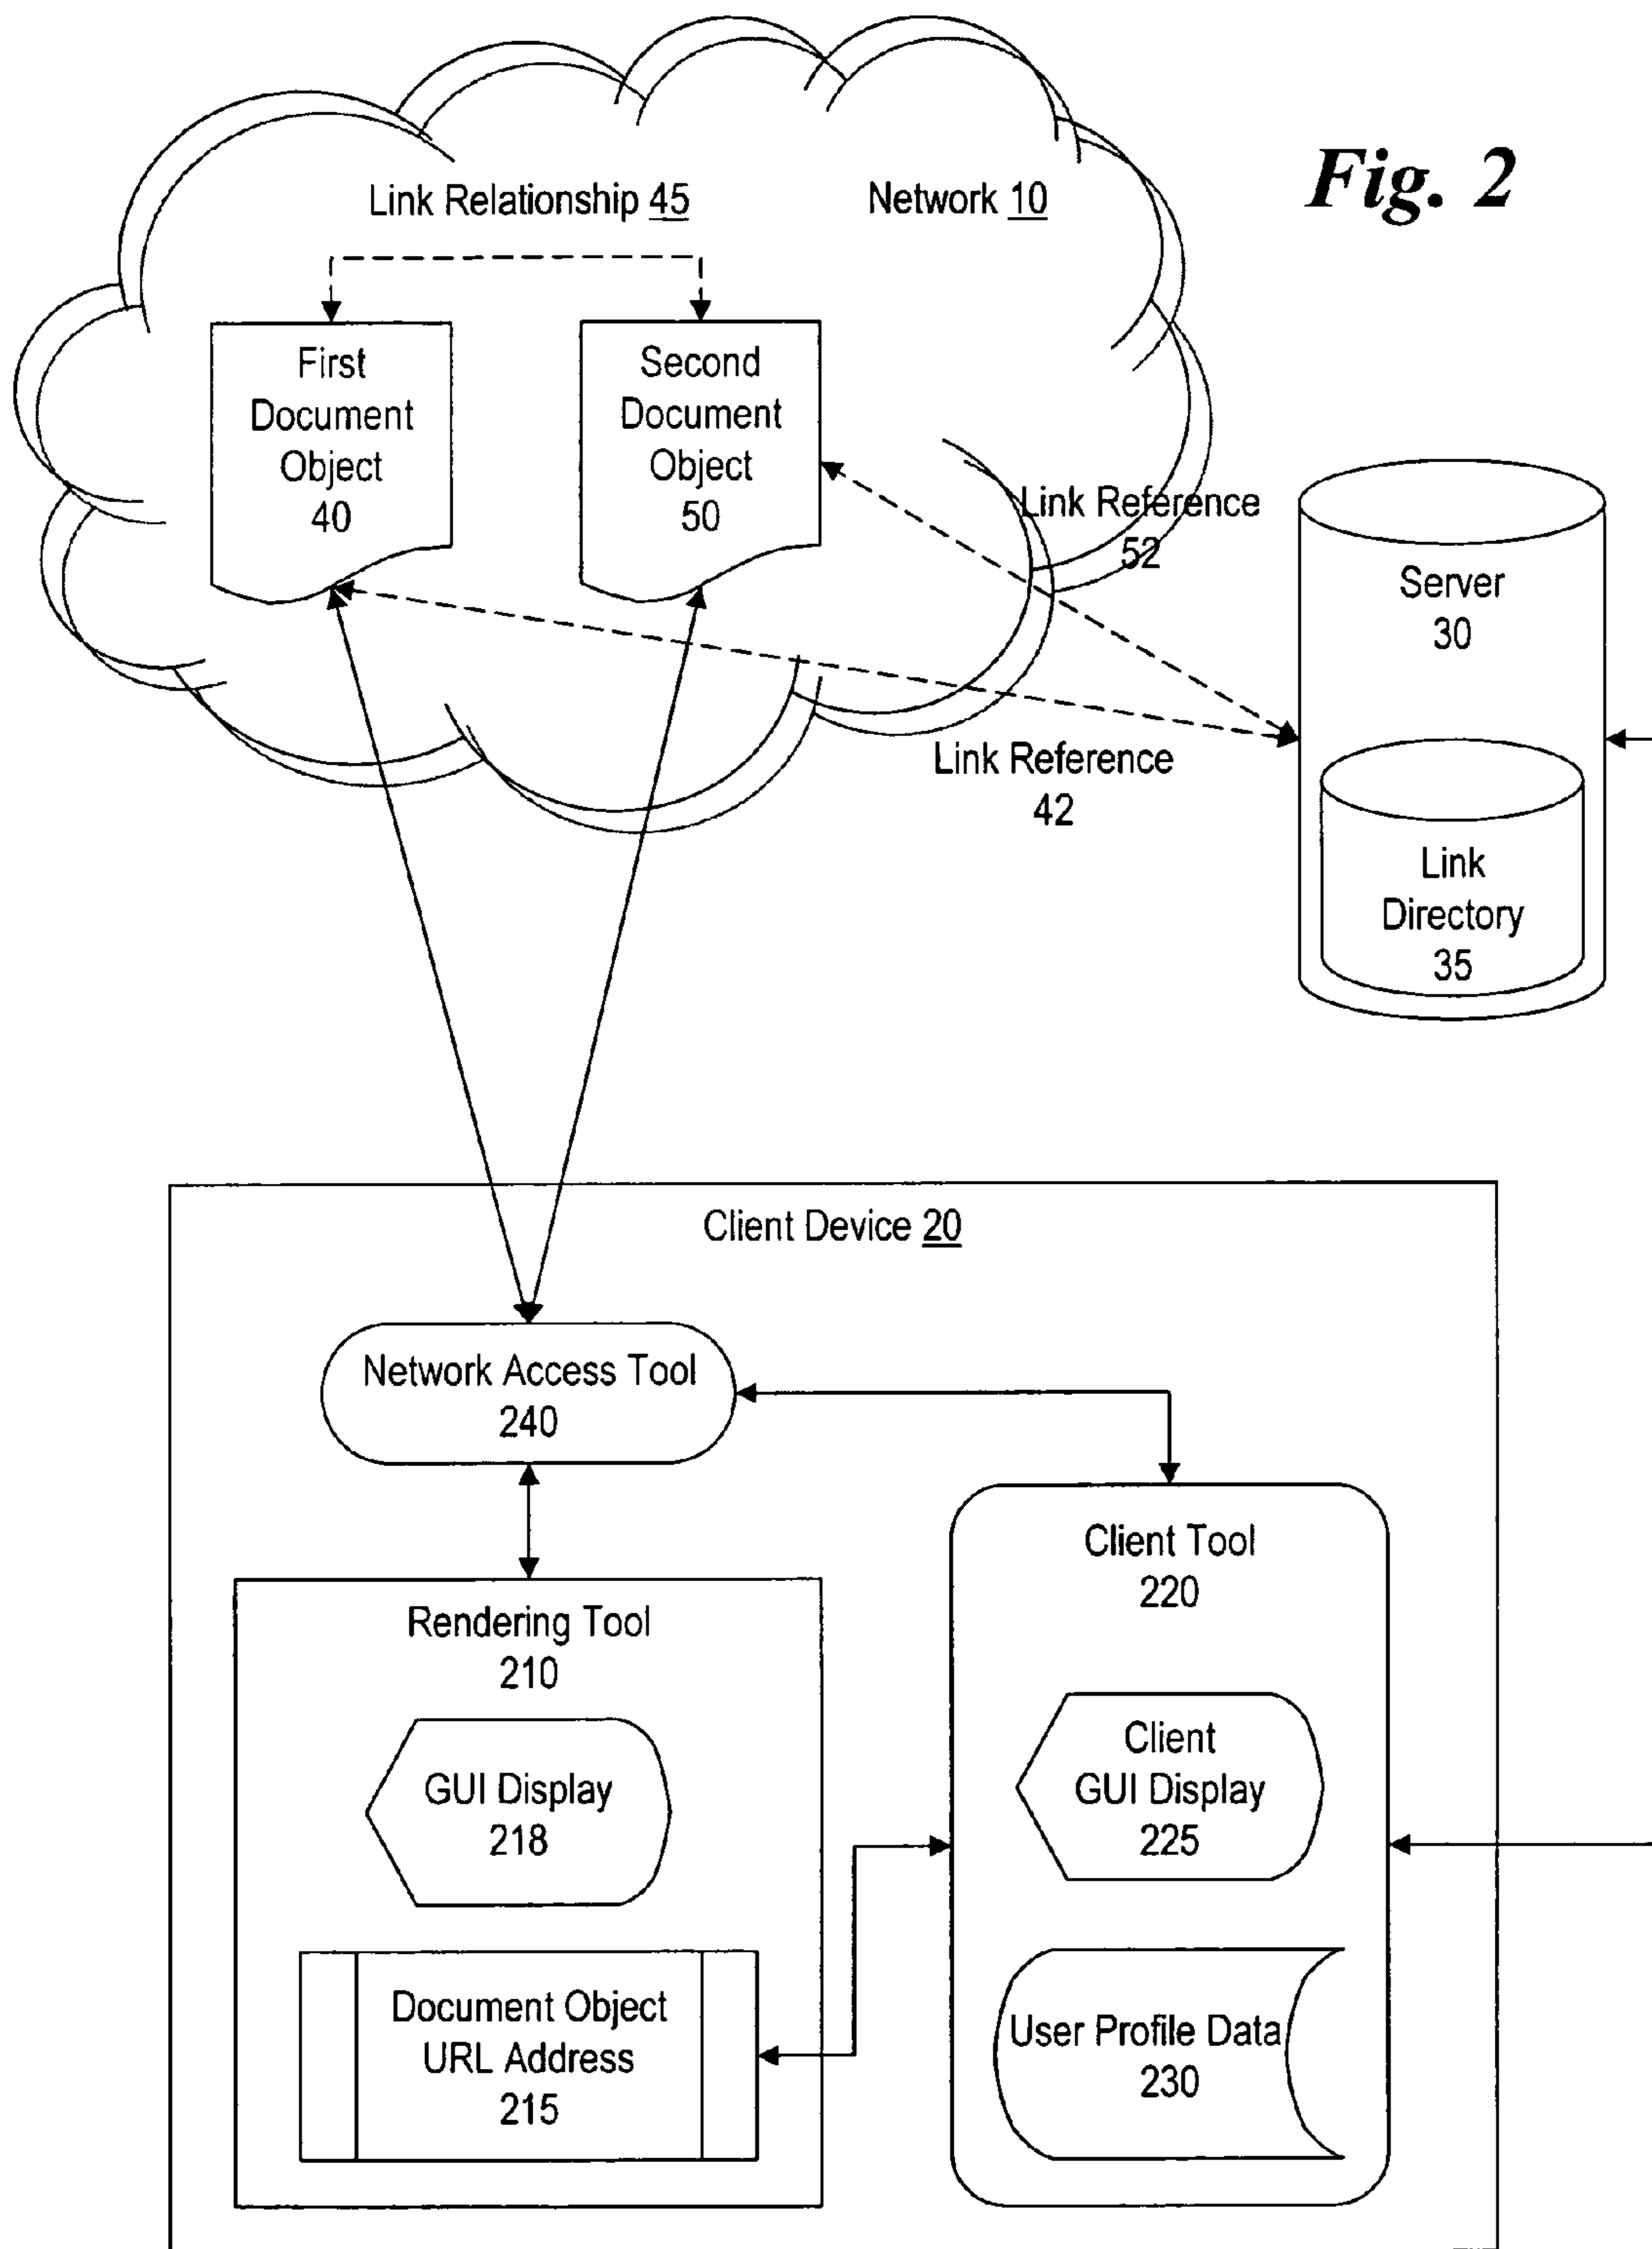 Fig. 2
Link Relationship 45
Network 10
First
Document
Object
40
Second
Document
Object
50
Link Reference
52
Server
30
Link Reference
42
Link
Directory
35
Client Device 20
Network Access Tool
240
Client Tool
220
Rendering Tool
210
GUI Display
218
Client
GUI Display
225
Document Object
URL Address
215
User Profile Data
230